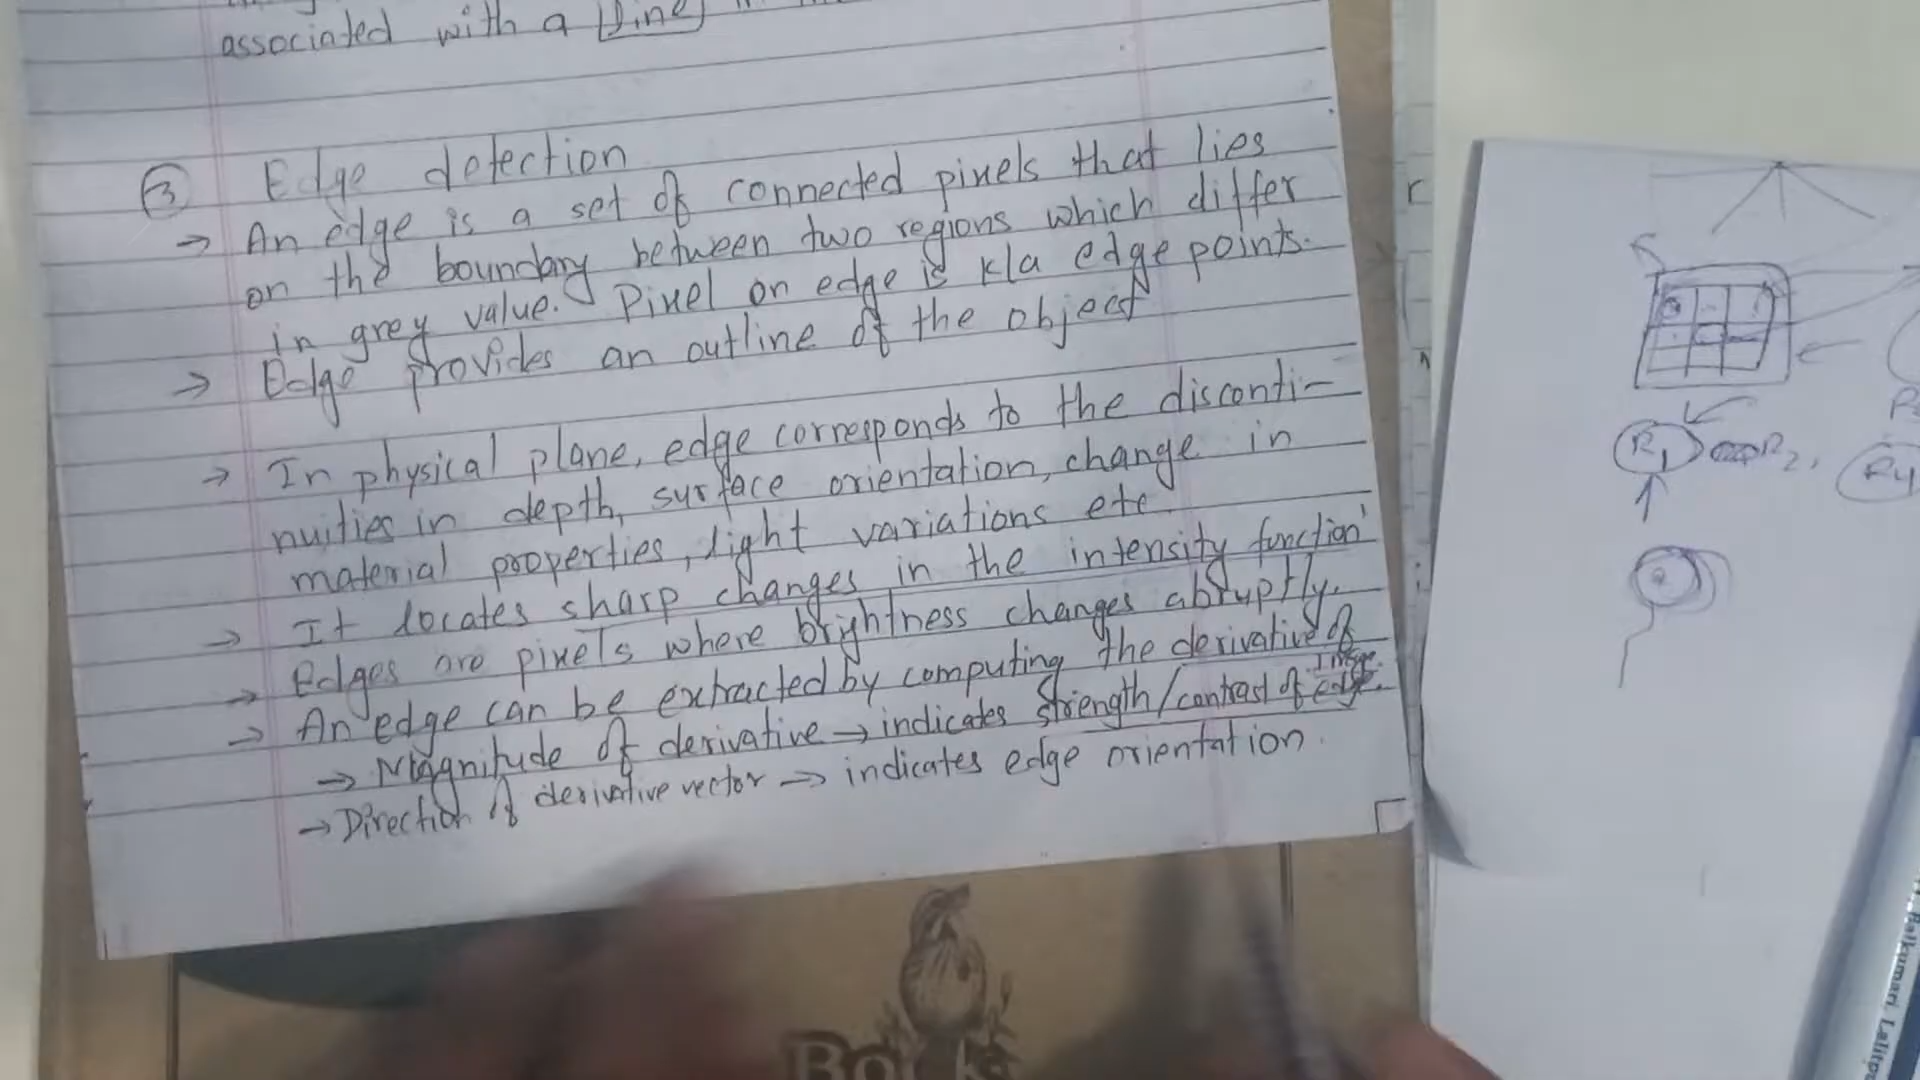 associated with a Line
③ Edge detection
→ An edge is a set of connected pixels that lies
on the boundary between two regions which differ
in grey value. Pixel on edge is k/a edge points.
→ Edge provides an outline of the object
→ In physical plane, edge corresponds to the disconti-
nuities in depth, surface orientation, change in
material properties, light variations etc.
→ It locates sharp changes in the intensity function
→ Edges are pixels where brightness changes abruptly.
→ An edge can be extracted by computing the derivative of
image.
→ Magnitude of derivative → indicates strength/contrast of edge.
→ Direction of derivative vector → indicates edge orientation.
R1
R2,
R4
Balkumari, Lalitpu